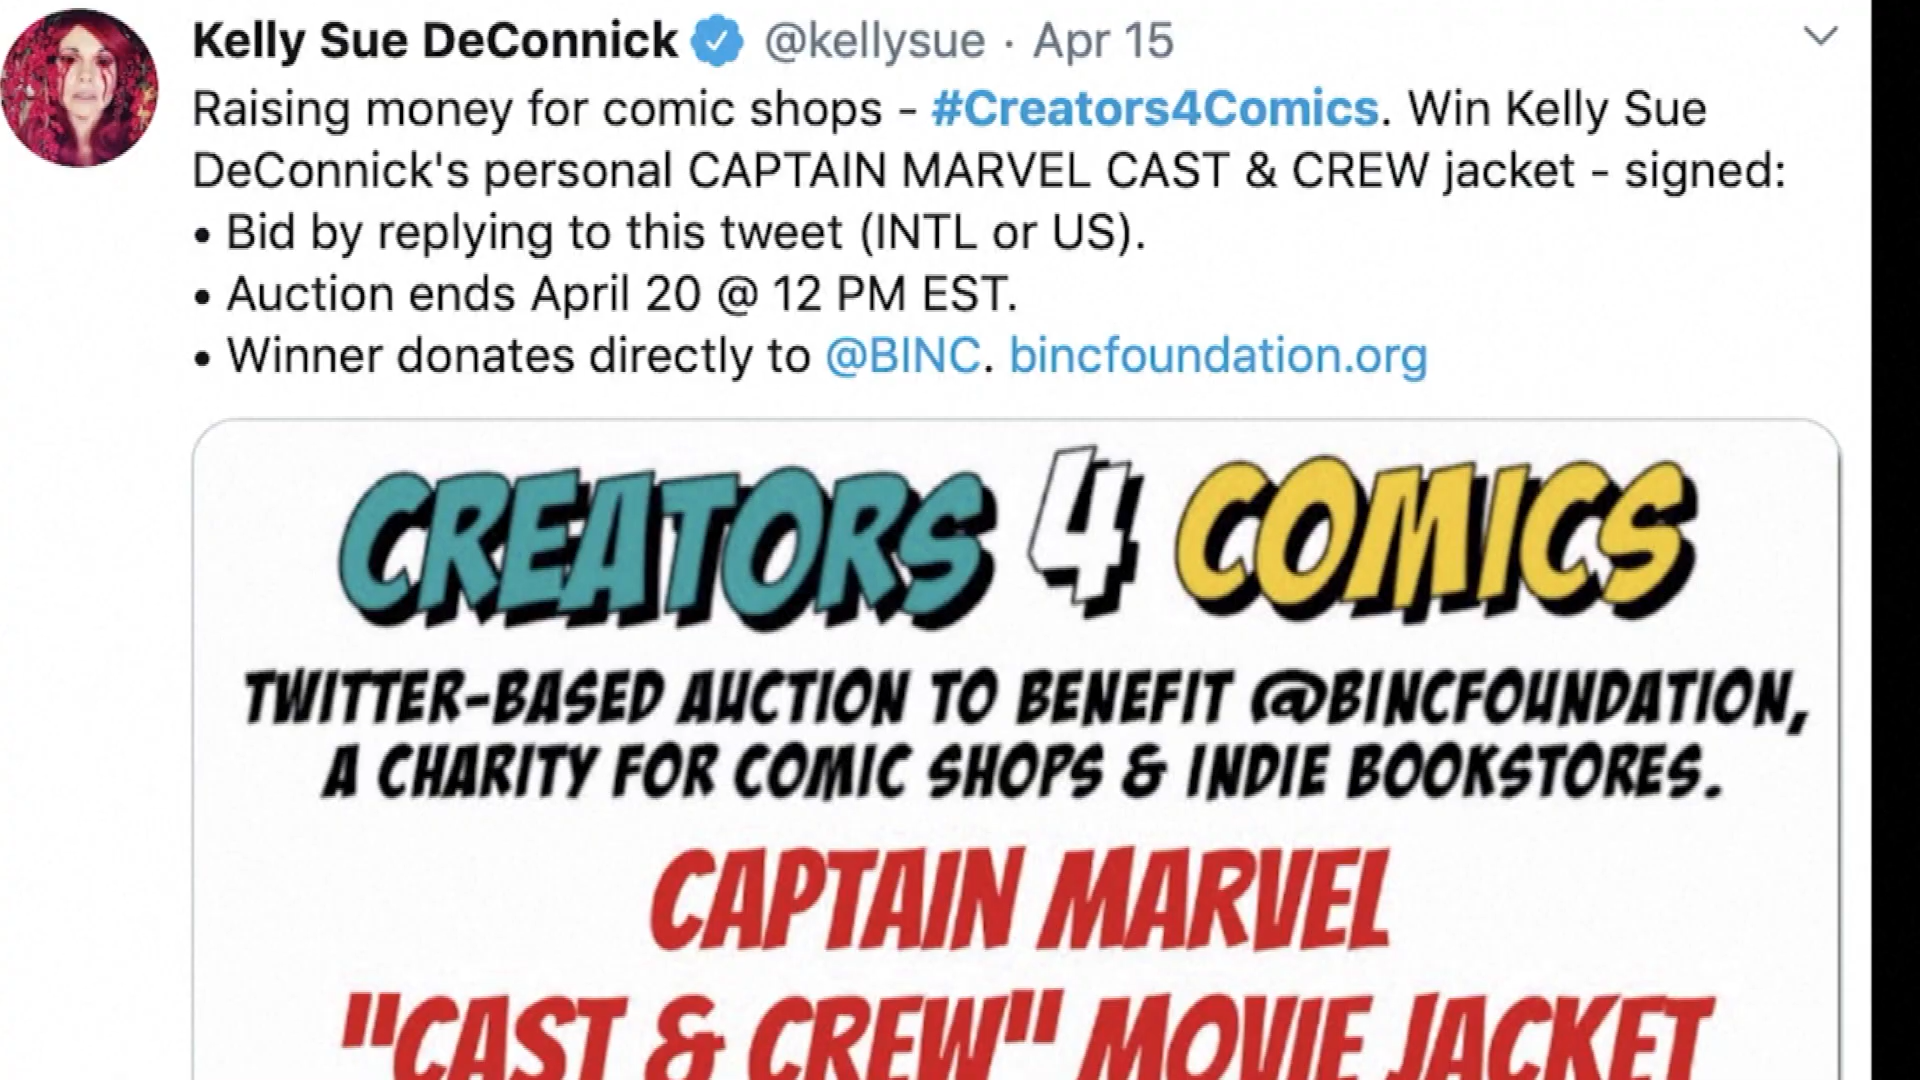 Kelly Sue DeConnick @kellysue · Apr 15
Raising money for comic shops – #Creators4Comics. Win Kelly Sue
DeConnick's personal CAPTAIN MARVEL CAST & CREW jacket – signed:
• Bid by replying to this tweet (INTL or US).
• Auction ends April 20 @ 12 PM EST.
• Winner donates directly to @BINC. bincfoundation.org
CREATORS 4 COMICS
TWITTER-BASED AUCTION TO BENEFIT @BINCFOUNDATION,
A CHARITY FOR COMIC SHOPS & INDIE BOOKSTORES.
CAPTAIN MARVEL
"CAST & CREW" MOVIE JACKET